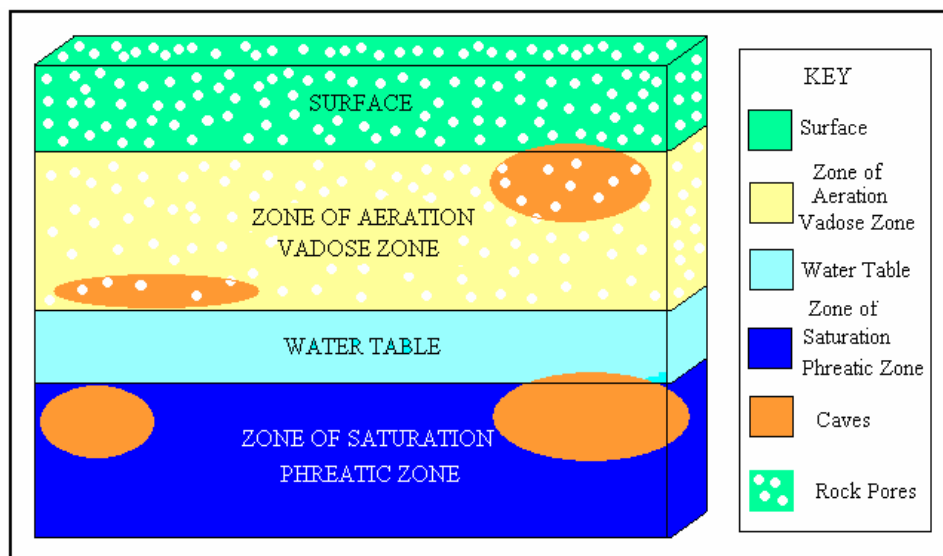 SURFACE
ZONE OF AERATION
VADOSE ZONE
WATER TABLE
ZONE OF SATURATION
PHREATIC ZONE
KEY
Surface
Zone of
Aeration
Vadose Zone
Water Table
Zone of
Saturation
Phreatic Zone
Caves
Rock Pores